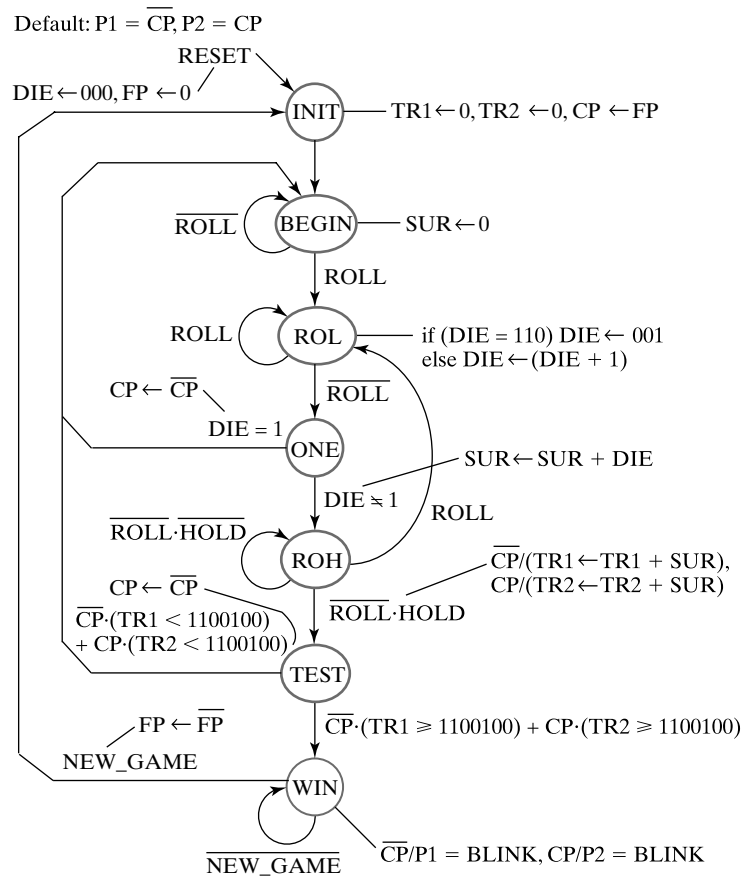 Default: P1 = C̅P̅, P2 = CP
RESET
DIE ← 000, FP ← 0
INIT
TR1 ← 0, TR2 ← 0, CP ← FP
R̅O̅L̅L̅
BEGIN
SUR ← 0
ROLL
ROLL
ROL
if (DIE = 110) DIE ← 001
else DIE ← (DIE + 1)
CP ← C̅P̅
R̅O̅L̅L̅
DIE = 1
ONE
SUR ← SUR + DIE
DIE ≠ 1
ROLL
R̅O̅L̅L̅·H̅O̅L̅D̅
ROH
C̅P̅/(TR1 ← TR1 + SUR),
CP/(TR2 ← TR2 + SUR)
CP ← C̅P̅
R̅O̅L̅L̅·HOLD
C̅P̅·(TR1 < 1100100)
+ CP·(TR2 < 1100100)
TEST
FP ← F̅P̅
C̅P̅·(TR1 ≥ 1100100) + CP·(TR2 ≥ 1100100)
NEW_GAME
WIN
N̅E̅W̅_̅G̅A̅M̅E̅
C̅P̅/P1 = BLINK, CP/P2 = BLINK